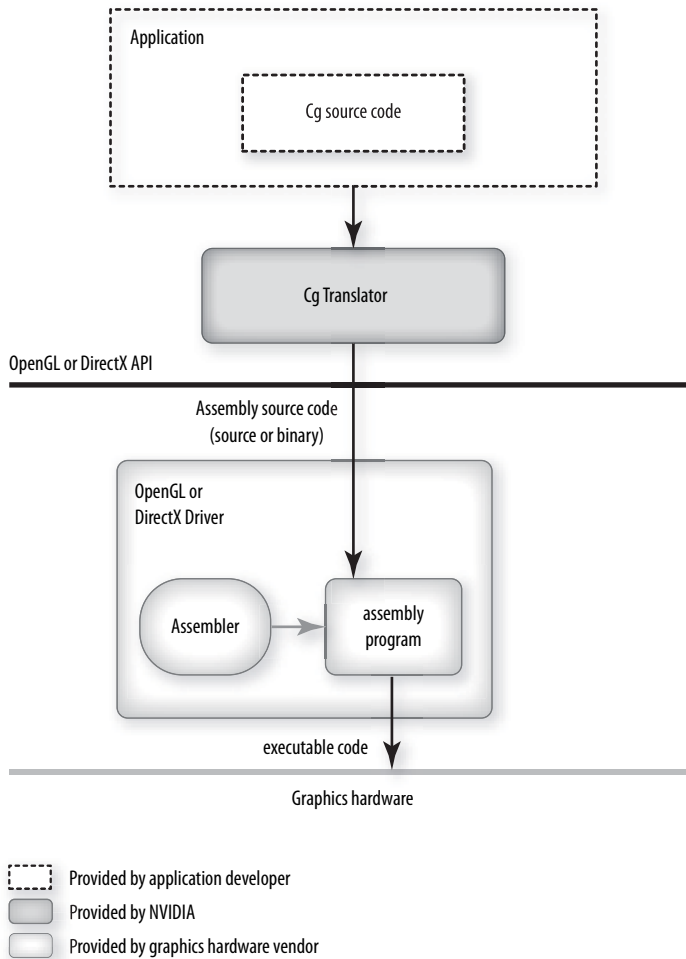 Application
Cg source code
Cg Translator
OpenGL or DirectX API
Assembly source code
(source or binary)
OpenGL or
DirectX Driver
Assembler
assembly
program
executable code
Graphics hardware
Provided by application developer
Provided by NVIDIA
Provided by graphics hardware vendor